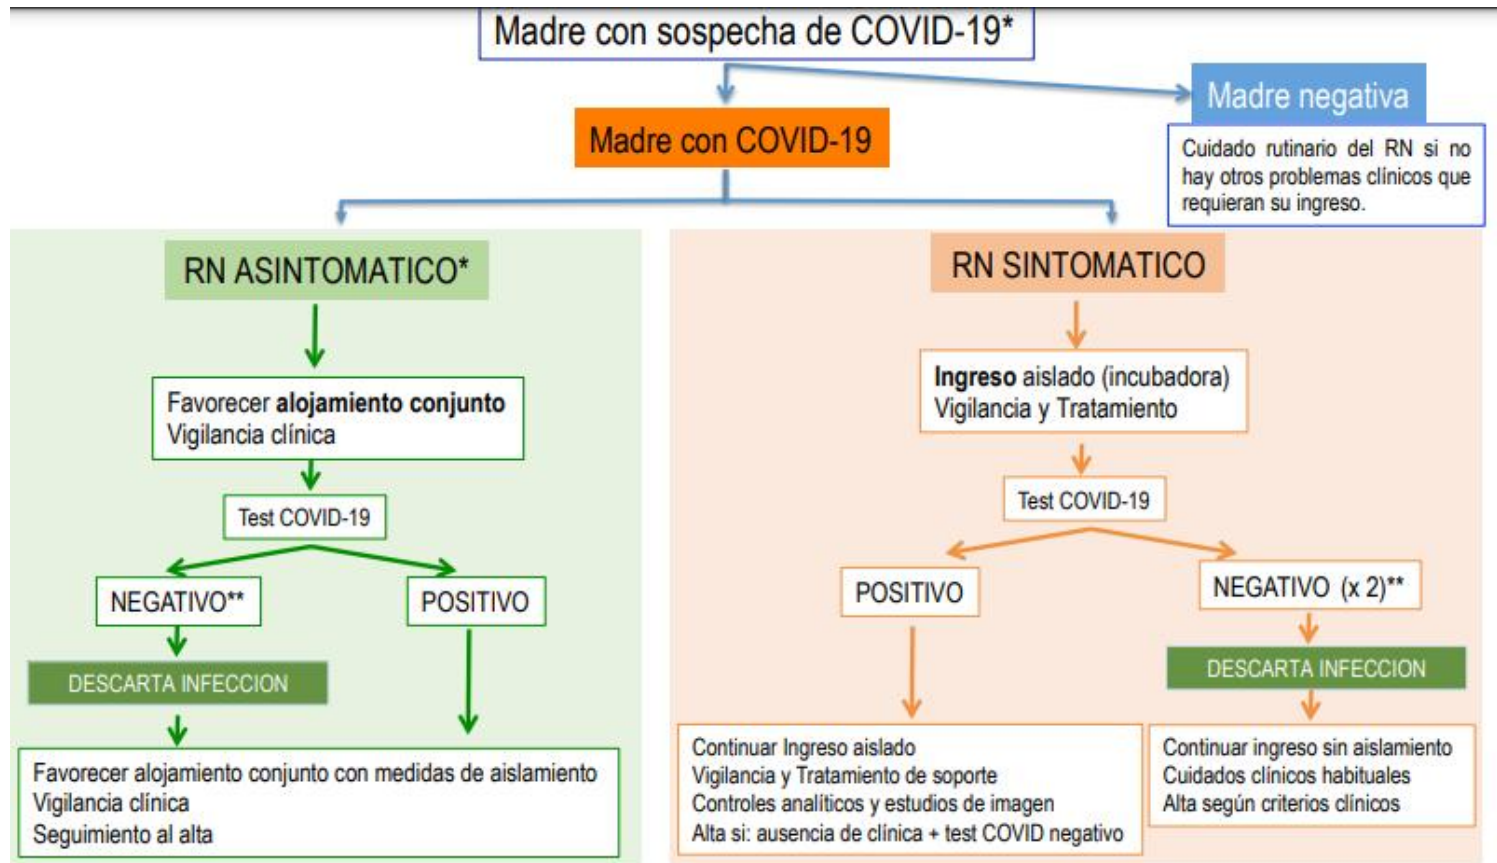 Madre con sospecha de COVID-19*
Madre negativa
Cuidado rutinario del RN si no
hay otros problemas clínicos que
requieran su ingreso.
Madre con COVID-19
RN ASINTOMATICO*
Favorecer alojamiento conjunto
Vigilancia clínica
Test COVID-19
NEGATIVO**
POSITIVO
DESCARTA INFECCION
Favorecer alojamiento conjunto con medidas de aislamiento
Vigilancia clínica
Seguimiento al alta
RN SINTOMATICO
Ingreso aislado (incubadora)
Vigilancia y Tratamiento
Test COVID-19
POSITIVO
NEGATIVO (x 2)**
DESCARTA INFECCION
Continuar Ingreso aislado
Vigilancia y Tratamiento de soporte
Controles analíticos y estudios de imagen
Alta si: ausencia de clínica + test COVID negativo
Continuar ingreso sin aislamiento
Cuidados clínicos habituales
Alta según criterios clínicos